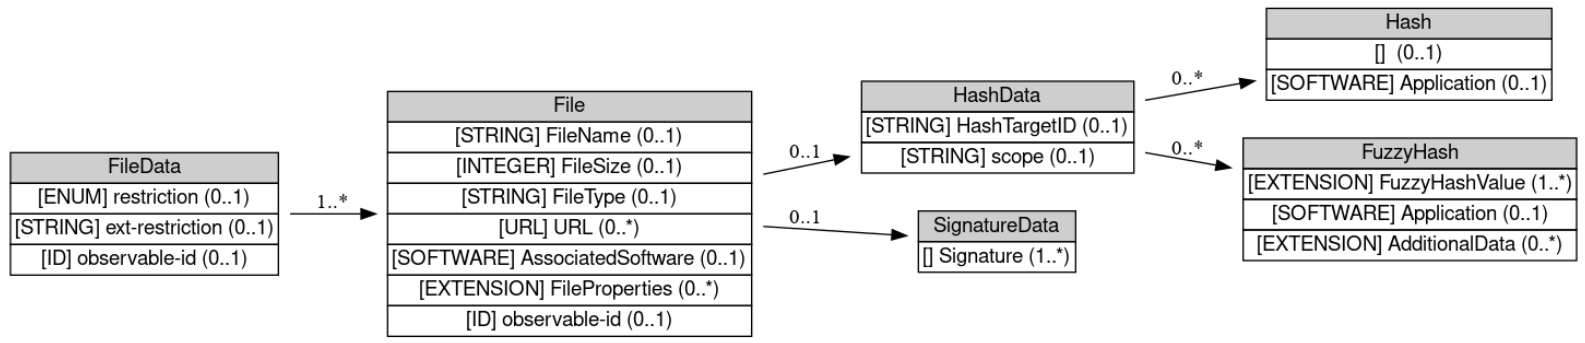 FileData
[ENUM] restriction (0..1)
[STRING] ext-restriction (0..1)
[ID] observable-id (0..1)
1..*
File
[STRING] FileName (0..1)
[INTEGER] FileSize (0..1)
[STRING] FileType (0..1)
[URL] URL (0..*)
[SOFTWARE] AssociatedSoftware (0..1)
[EXTENSION] FileProperties (0..*)
[ID] observable-id (0..1)
0..1
0..1
HashData
[STRING] HashTargetID (0..1)
[STRING] scope (0..1)
SignatureData
[] Signature (1..*)
0..*
0..*
Hash
[] (0..1)
[SOFTWARE] Application (0..1)
FuzzyHash
[EXTENSION] FuzzyHashValue (1..*)
[SOFTWARE] Application (0..1)
[EXTENSION] AdditionalData (0..*)